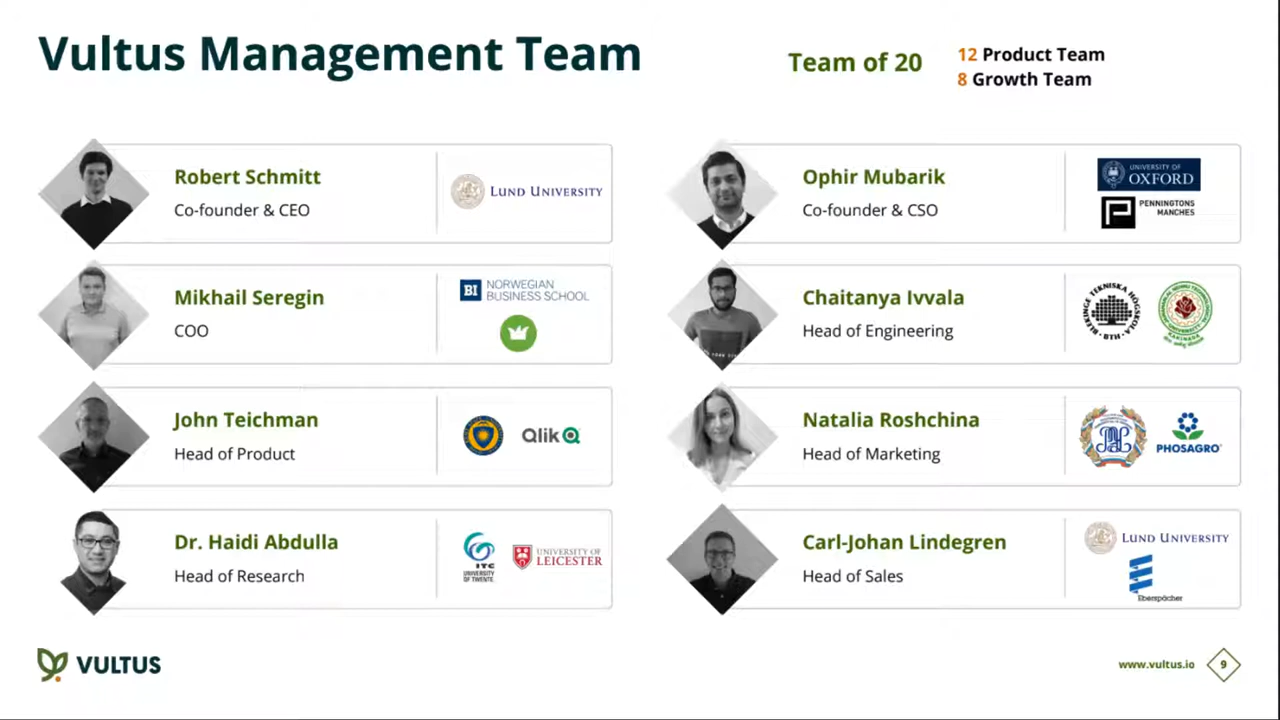 Vultus Management Team
Team of 20
12 Product Team
8 Growth Team
Robert Schmitt
Co-founder & CEO
LUND UNIVERSITY
Ophir Mubarik
Co-founder & CSO
UNIVERSITY OF
OXFORD
PENNINGTONS
MANCHES
Mikhail Seregin
COO
BI
NORWEGIAN
BUSINESS SCHOOL
Chaitanya Ivvala
Head of Engineering
BLEKINGE TEKNISKA HÖGSKOLA · BTH ·
KAKINADA
John Teichman
Head of Product
Qlik
Natalia Roshchina
Head of Marketing
PHOSAGRO
Dr. Haidi Abdulla
Head of Research
ITC
UNIVERSITY
OF TWENTE
UNIVERSITY OF
LEICESTER
Carl-Johan Lindegren
Head of Sales
LUND UNIVERSITY
Eberspächer
VULTUS
www.vultus.io
9